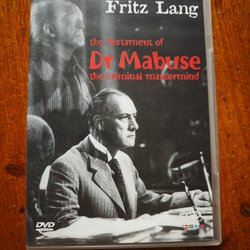 Fritz Lang
the testament of
Dr Mabuse
the criminal mastermind
DVD